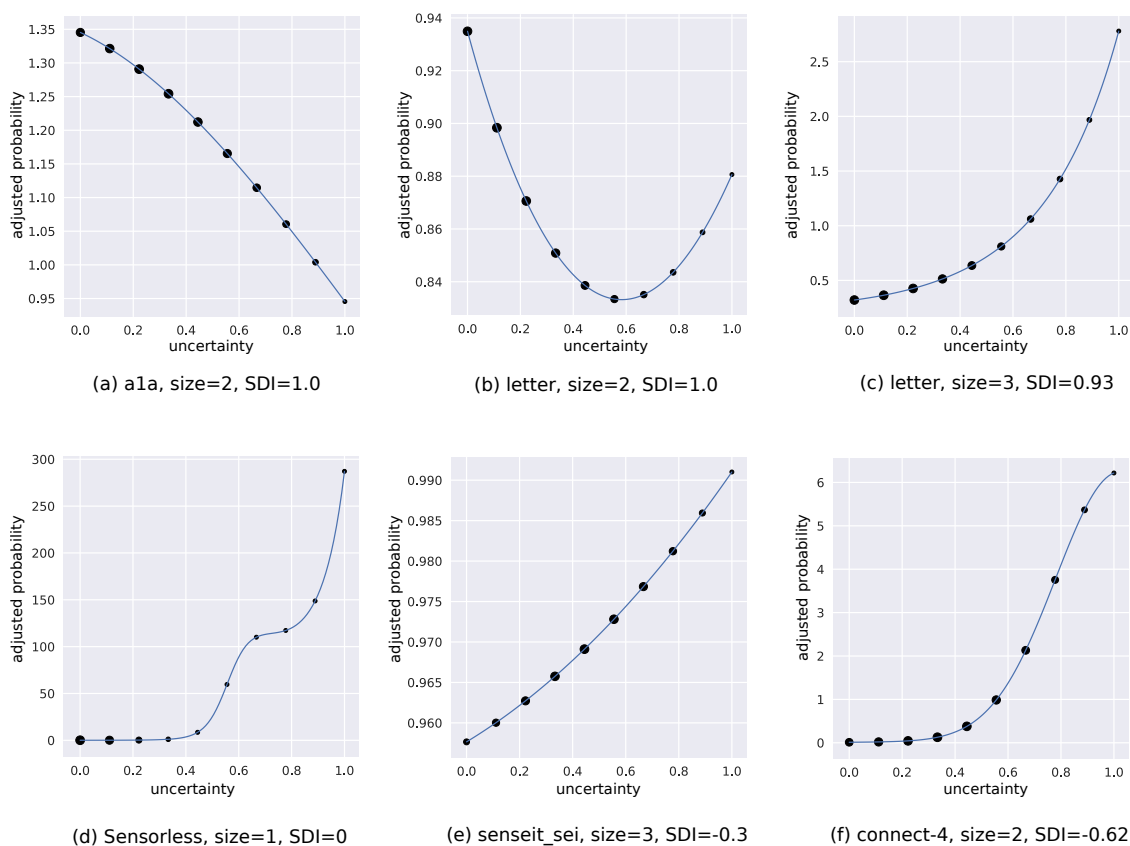 adjusted probability
1.35
1.30
1.25
1.20
1.15
1.10
1.05
1.00
0.95
0.0 0.2 0.4 0.6 0.8 1.0
uncertainty
(a) a1a, size=2, SDI=1.0
adjusted probability
0.94
0.92
0.90
0.88
0.86
0.84
0.0 0.2 0.4 0.6 0.8 1.0
uncertainty
(b) letter, size=2, SDI=1.0
adjusted probability
2.5
2.0
1.5
1.0
0.5
0.0 0.2 0.4 0.6 0.8 1.0
uncertainty
(c) letter, size=3, SDI=0.93
adjusted probability
300
250
200
150
100
50
0
0.0 0.2 0.4 0.6 0.8 1.0
uncertainty
(d) Sensorless, size=1, SDI=0
adjusted probability
0.990
0.985
0.980
0.975
0.970
0.965
0.960
0.0 0.2 0.4 0.6 0.8 1.0
uncertainty
(e) senseit_sei, size=3, SDI=-0.3
adjusted probability
6
5
4
3
2
1
0
0.0 0.2 0.4 0.6 0.8 1.0
uncertainty
(f) connect-4, size=2, SDI=-0.62